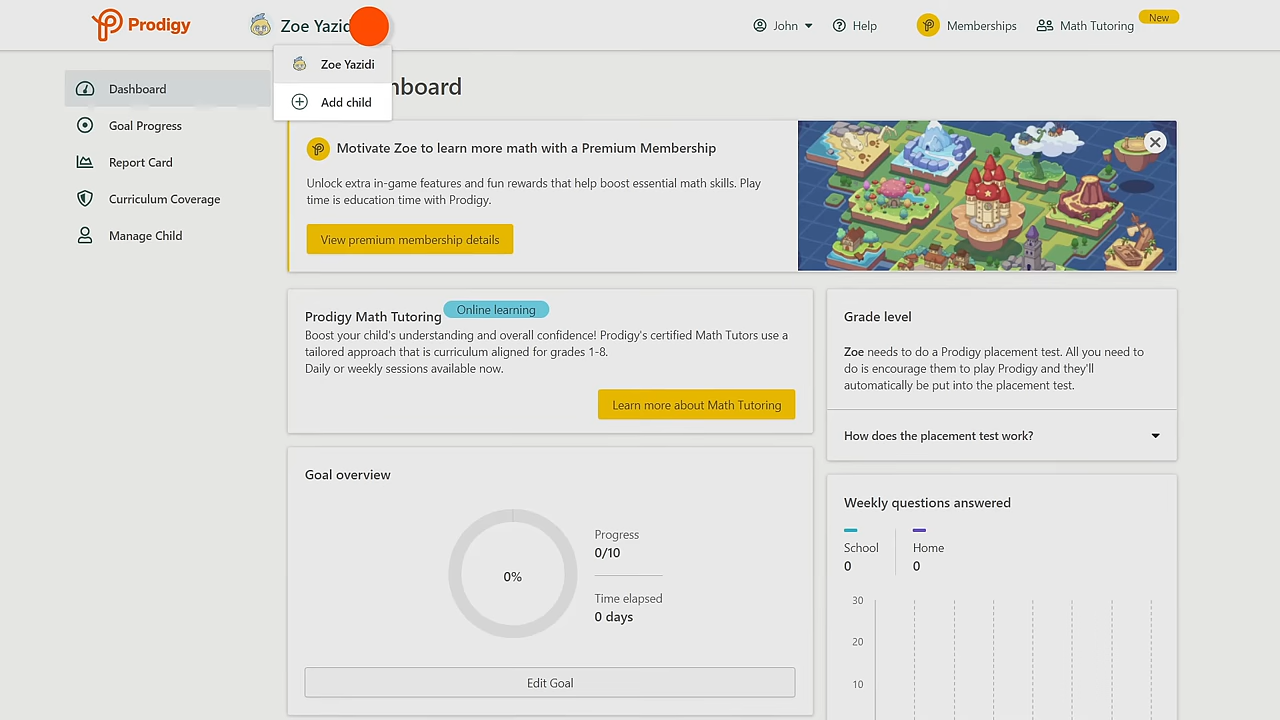 Prodigy
Zoe
John
Help
Memberships
Math Tutoring
New
Zoe Yazidi
Add child
Dashboard
Goal Progress
Report Card
Curriculum Coverage
Manage Child
Motivate Zoe to learn more math with a Premium Membership
Unlock extra in-game features and fun rewards that help boost essential math skills. Play
time is education time with Prodigy.
View premium membership details
Prodigy Math Tutoring
Online learning
Boost your child's understanding and overall confidence! Prodigy's certified Math Tutors use a
tailored approach that is curriculum aligned for grades 1-8.
Daily or weekly sessions available now.
Learn more about Math Tutoring
Grade level
Zoe needs to do a Prodigy placement test. All you need to
do is encourage them to play Prodigy and they'll
automatically be put into the placement test.
How does the placement test work?
Goal overview
0%
Progress
0/10
Time elapsed
0 days
Edit Goal
Weekly questions answered
School
0
Home
0
30
20
10